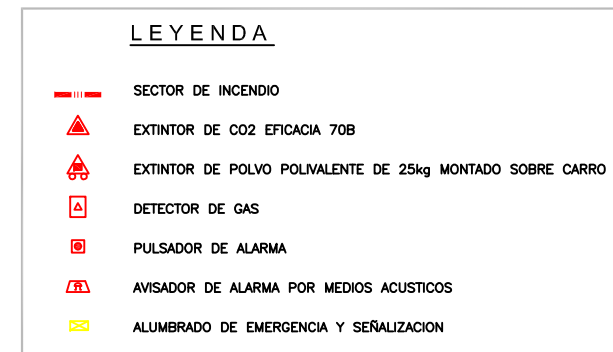 LEYENDA
SECTOR DE INCENDIO
EXTINTOR DE CO2 EFICACIA 70B
EXTINTOR DE POLVO POLIVALENTE DE 25kg MONTADO SOBRE CARRO
DETECTOR DE GAS
PULSADOR DE ALARMA
AVISADOR DE ALARMA POR MEDIOS ACUSTICOS
ALUMBRADO DE EMERGENCIA Y SEÑALIZACION